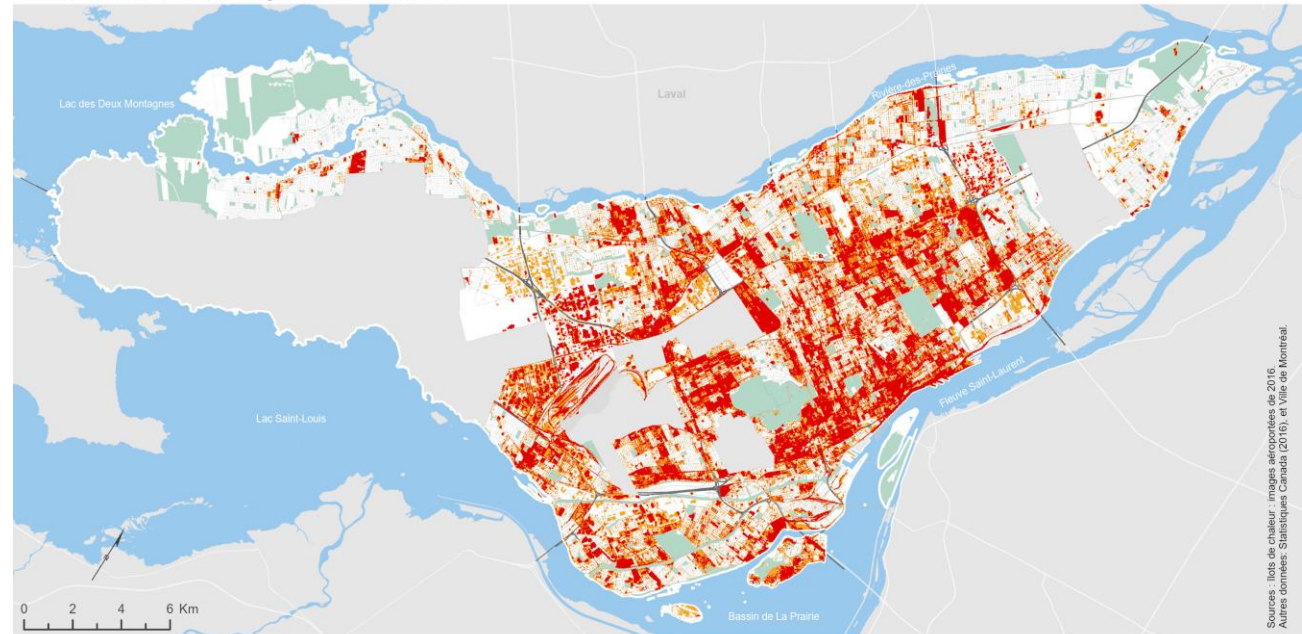 Lac des Deux Montagnes
Laval
Rivière-des-Prairies
Lac Saint-Louis
Fleuve Saint-Laurent
Bassin de La Prairie
0 2 4 6 Km
Sources : Ilots de chaleur : images aéroportées de 2016.
Autres données: Statistiques Canada (2016), et Ville de Montréal.